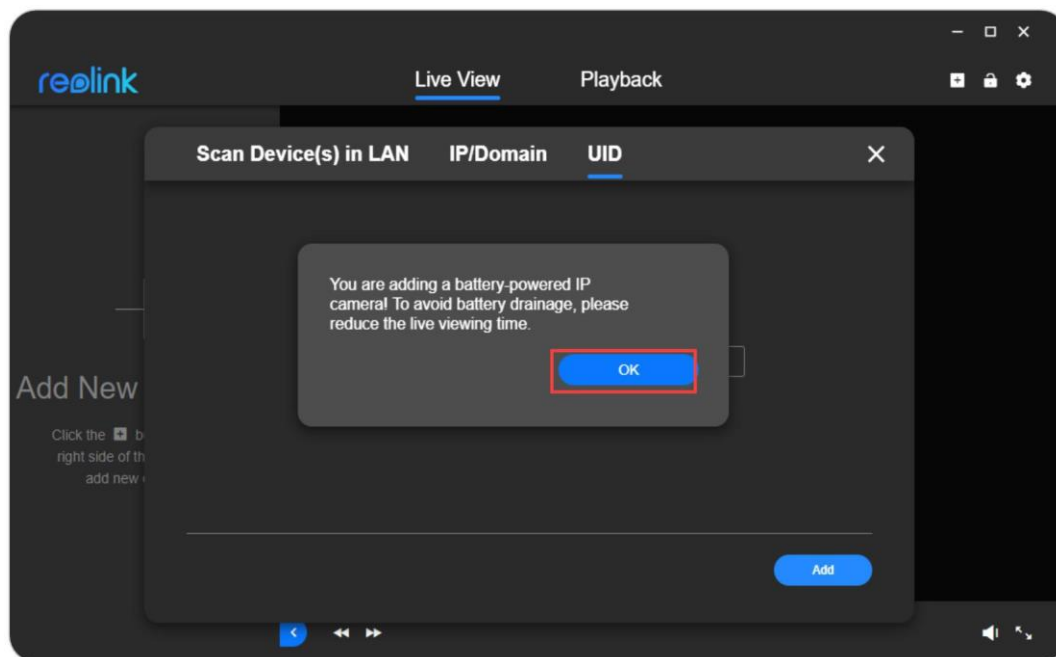 reolink
Live View
Playback
Scan Device(s) in LAN
IP/Domain
UID
You are adding a battery-powered IP
camera! To avoid battery drainage, please
reduce the live viewing time.
OK
Add New
Click the b
right side of th
add new
Add